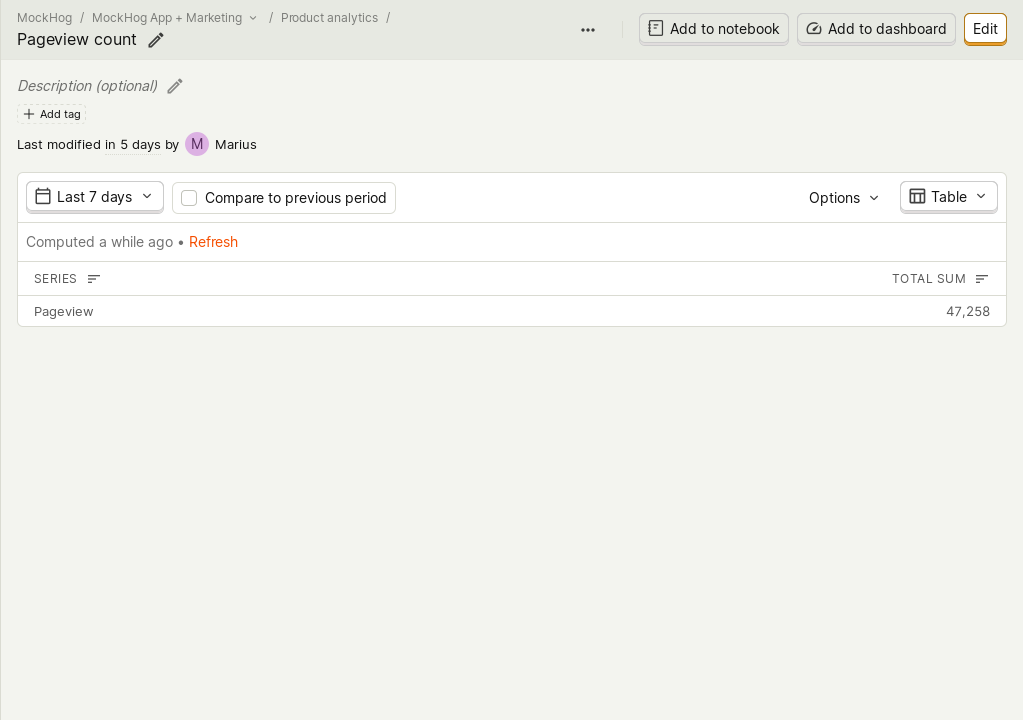 MockHog / MockHog App + Marketing / Product analytics /
Pageview count
Add to notebook
Add to dashboard
Edit
Description (optional)
Add tag
Last modified in 5 days by M Marius
Last 7 days
Compare to previous period
Options
Table
Computed a while ago • Refresh
SERIES
TOTAL SUM
Pageview
47,258